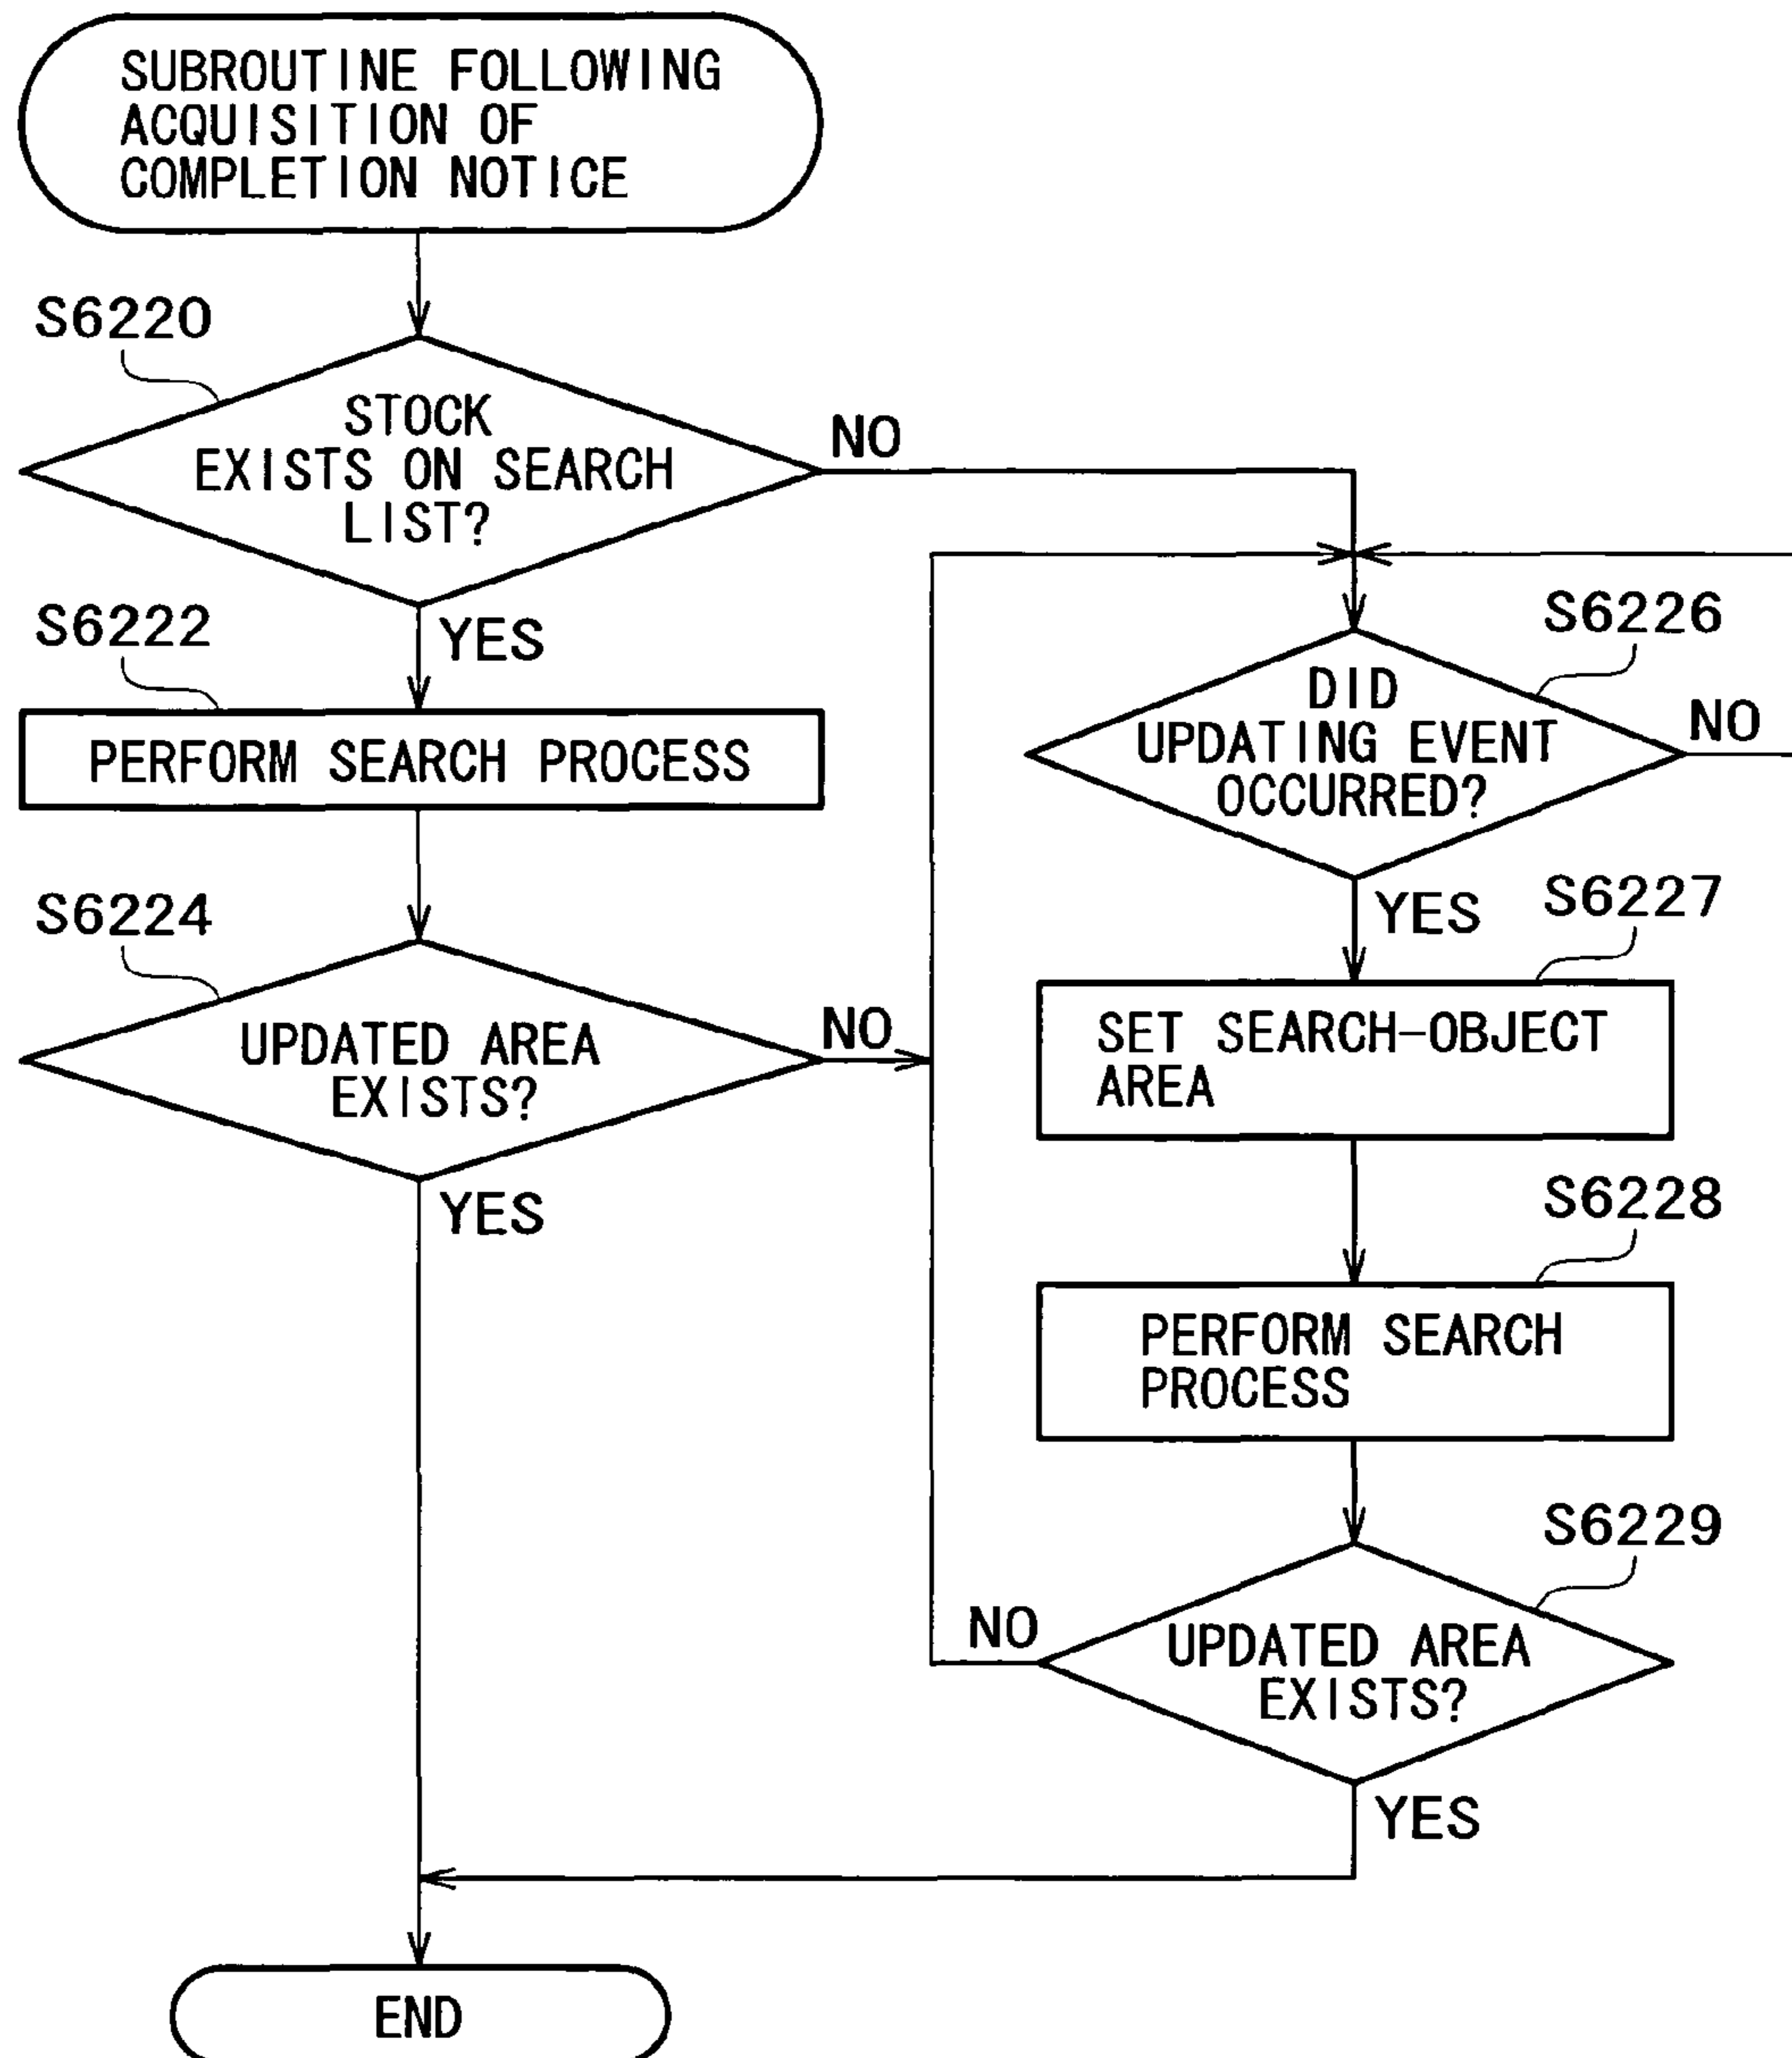 SUBROUTINE FOLLOWING
ACQUISITION OF
COMPLETION NOTICE
S6220
STOCK
EXISTS ON SEARCH
LIST?
NO
YES
S6222
PERFORM SEARCH PROCESS
S6224
UPDATED AREA
EXISTS?
NO
YES
S6226
DID
UPDATING EVENT
OCCURRED?
NO
YES
S6227
SET SEARCH-OBJECT
AREA
S6228
PERFORM SEARCH
PROCESS
S6229
UPDATED AREA
EXISTS?
NO
YES
END